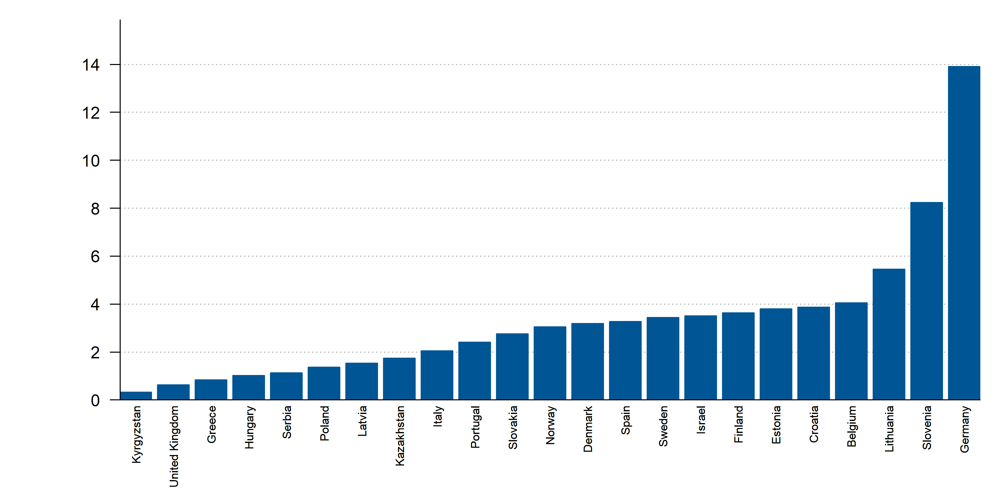 14
12
10
8
6
4
2
0
Kyrgyzstan
United Kingdom
Greece
Hungary
Serbia
Poland
Latvia
Kazakhstan
Italy
Portugal
Slovakia
Norway
Denmark
Spain
Sweden
Israel
Finland
Estonia
Croatia
Belgium
Lithuania
Slovenia
Germany